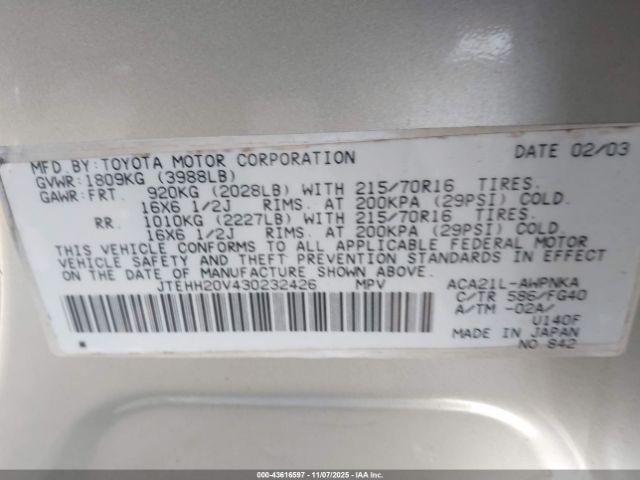 MFD BY:TOYOTA MOTOR CORPORATION DATE 02/03
GVWR:1809KG (3988LB)
GAWR:FRT. 920KG (2028LB) WITH 215/70R16 TIRES.
16X6 1/2J RIMS. AT 200KPA (29PSI) COLD.
RR. 1010KG (2227LB) WITH 215/70R16 TIRES.
16X6 1/2J RIMS. AT 200KPA (29PSI) COLD.
THIS VEHICLE CONFORMS TO ALL APPLICABLE FEDERAL MOTOR
VEHICLE SAFETY AND THEFT PREVENTION STANDARDS IN EFFECT
ON THE DATE OF MANUFACTURE SHOWN ABOVE.
JTEHH20V430232426 MPV ACA21L-AWPNKA
C/TR 586/FG40
A/TM -02A/
U140F
MADE IN JAPAN
NO 842
000-43616597 - 11/07/2025 - IAAI IMAGE - COPYRIGHT IAA, LLC